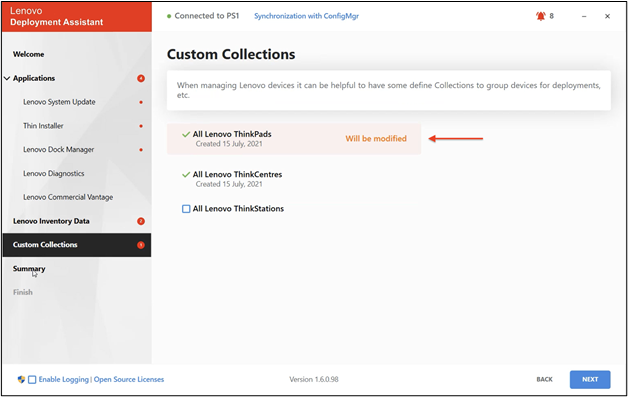 Lenovo
Deployment Assistant
Connected to PS1
Synchronization with ConfigMgr
8
Welcome
Applications
4
Lenovo System Update
Thin Installer
Lenovo Dock Manager
Lenovo Diagnostics
Lenovo Commercial Vantage
Lenovo Inventory Data
2
Custom Collections
Summary
Finish
Custom Collections
When managing Lenovo devices it can be helpful to have some define Collections to group devices for deployments,
etc.
All Lenovo ThinkPads
Created 15 July, 2021
Will be modified
All Lenovo ThinkCentres
Created 15 July, 2021
All Lenovo ThinkStations
Enable Logging | Open Source Licenses
Version 1.6.0.98
BACK
NEXT